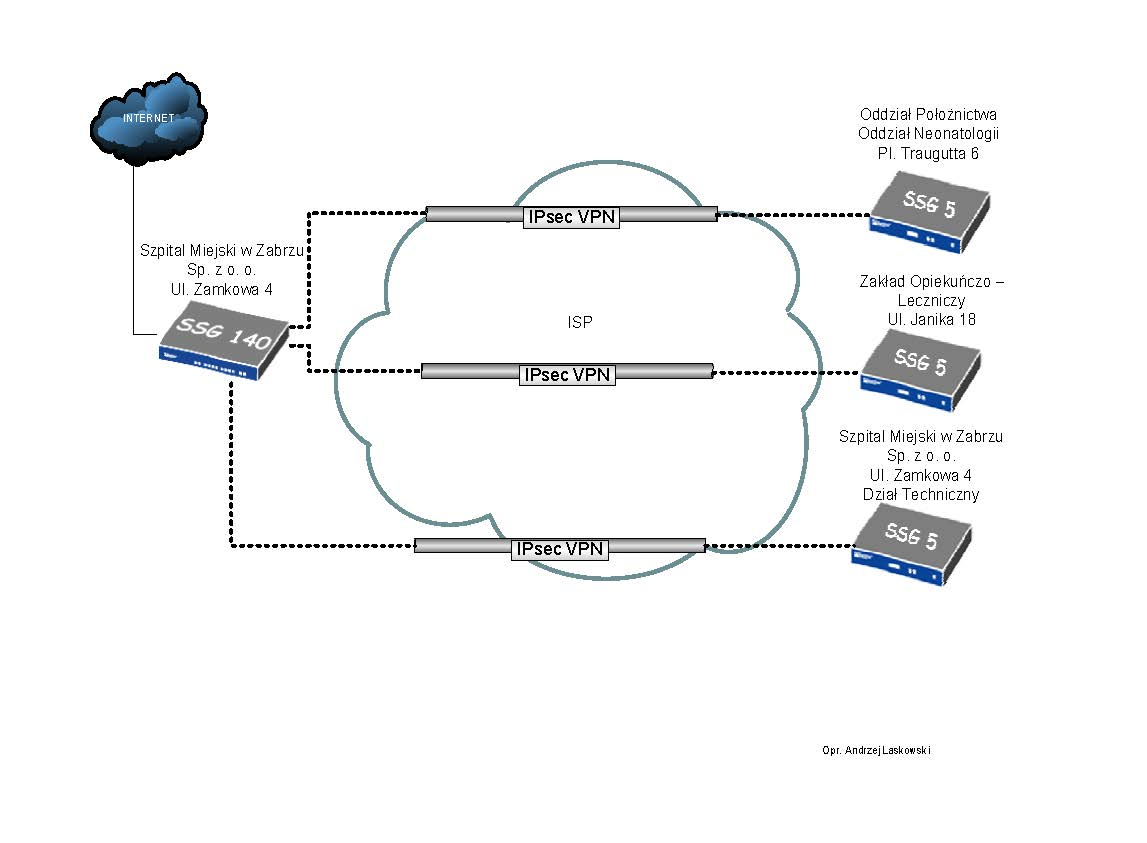 INTERNET
Szpital Miejski w Zabrzu
Sp. z o. o.
Ul. Zamkowa 4
SSG 140
IPsec VPN
ISP
IPsec VPN
IPsec VPN
Oddział Położnictwa
Oddział Neonatologii
Pl. Traugutta 6
SSG 5
Zakład Opiekuńczo –
Leczniczy
Ul. Janika 18
SSG 5
Szpital Miejski w Zabrzu
Sp. z o. o.
Ul. Zamkowa 4
Dział Techniczny
SSG 5
Opr. Andrzej Laskowski